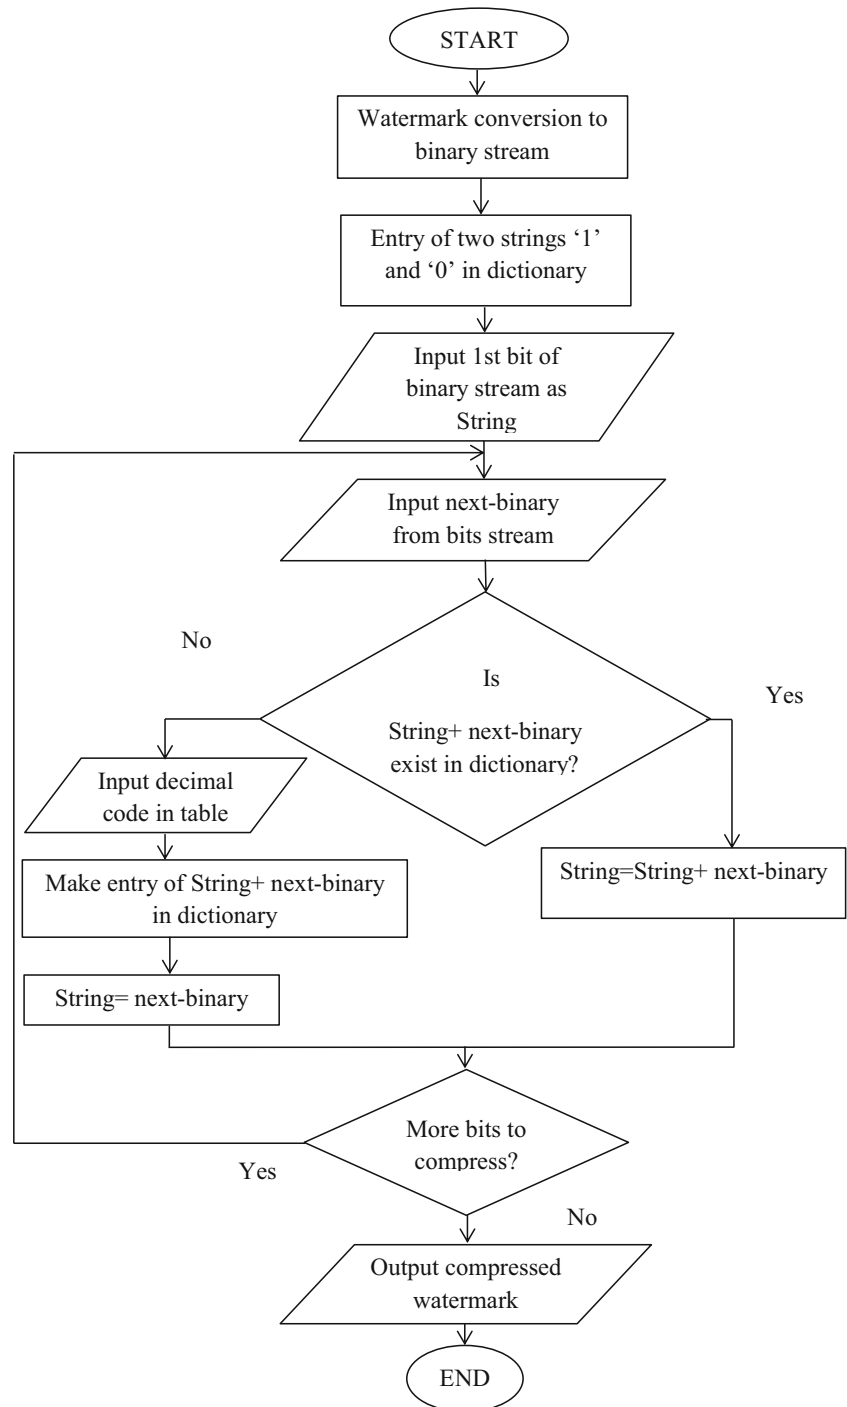 START
Watermark conversion to
binary stream
Entry of two strings ‘1’
and ‘0’ in dictionary
Input 1st bit of
binary stream as
String
Input next-binary
from bits stream
No
Is
Yes
String+ next-binary
exist in dictionary?
Input decimal
code in table
Make entry of String+ next-binary
in dictionary
String=String+ next-binary
String= next-binary
More bits to
compress?
Yes
No
Output compressed
watermark
END